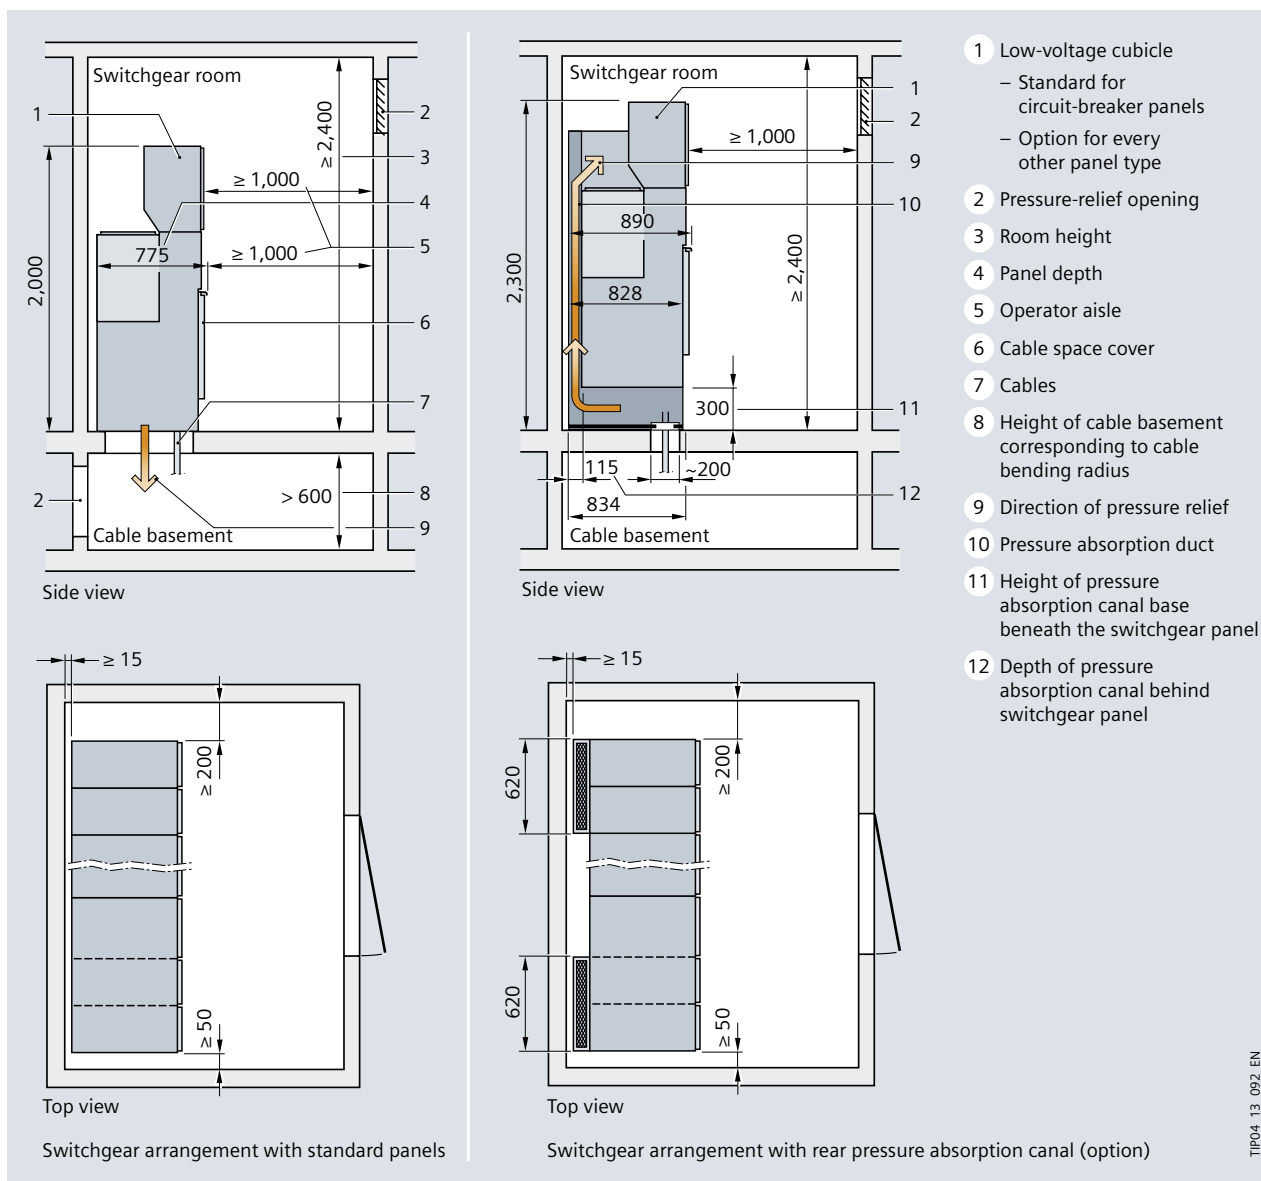 Switchgear room
1
2
≥ 2,400
3
≥ 1,000
4
775
≥ 1,000
5
2,000
6
7
2
> 600
8
9
Cable basement
Side view
≥ 15
≥ 200
≥ 50
Top view
Switchgear arrangement with standard panels
Switchgear room
1
2
≥ 1,000
9
10
890
2,300
≥ 2,400
828
300
11
115
~200
12
834
Cable basement
Side view
≥ 15
620
≥ 200
620
≥ 50
Top view
Switchgear arrangement with rear pressure absorption canal (option)
1 Low-voltage cubicle
– Standard for
circuit-breaker panels
– Option for every
other panel type
2 Pressure-relief opening
3 Room height
4 Panel depth
5 Operator aisle
6 Cable space cover
7 Cables
8 Height of cable basement
corresponding to cable
bending radius
9 Direction of pressure relief
10 Pressure absorption duct
11 Height of pressure
absorption canal base
beneath the switchgear panel
12 Depth of pressure
absorption canal behind
switchgear panel
TIP04_13_092_EN